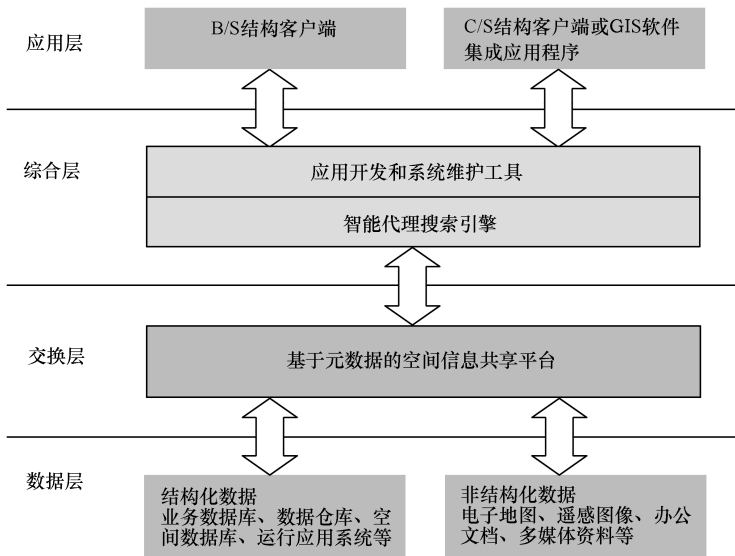 应用层
B/S结构客户端
C/S结构客户端或GIS软件
集成应用程序
综合层
应用开发和系统维护工具
智能代理搜索引擎
交换层
基于元数据的空间信息共享平台
数据层
结构化数据
业务数据库、数据仓库、空
间数据库、运行应用系统等
非结构化数据
电子地图、遥感图像、办公
文档、多媒体资料等